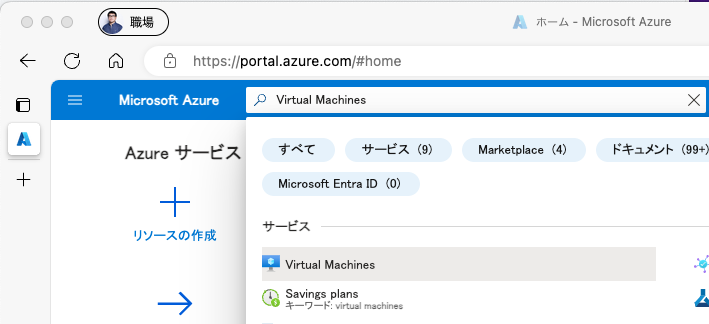 職場
ホーム - Microsoft Azure
https://portal.azure.com/#home
Microsoft Azure
Virtual Machines
Azure サービス
すべて
サービス (9)
Marketplace (4)
ドキュメント (99+)
Microsoft Entra ID (0)
リソースの作成
サービス
Virtual Machines
Savings plans
キーワード: virtual machines